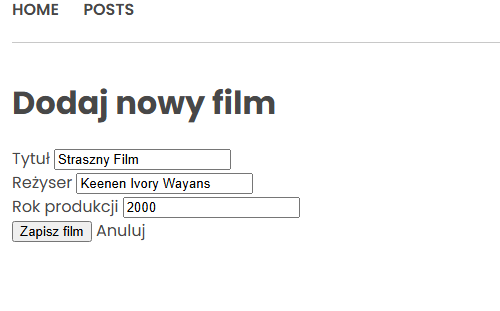 HOME POSTS
Dodaj nowy film
Tytuł Straszny Film
Reżyser Keenen Ivory Wayans
Rok produkcji 2000
Zapisz film Anuluj